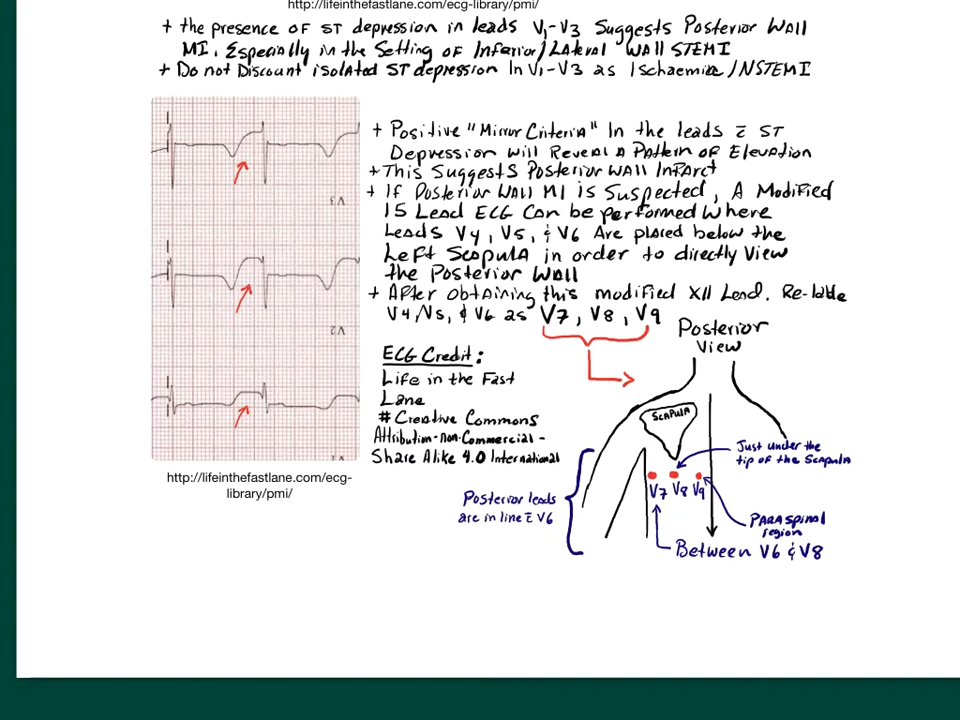 http://lifeinthefastlane.com/ecg-library/pmi/
+ the presence of ST depression in leads V1-V3 Suggests Posterior Wall
MI. Especially in the Setting of Inferior/Lateral Wall STEMI
+ Do not Discount isolated ST depression In V1-V3 as Ischaemia/NSTEMI
+ Positive "Mirror Criteria" In the leads c̄ ST
Depression will Reveal a Pattern of Elevation
+ This Suggests Posterior Wall Infarct
+ If Posterior Wall MI is Suspected, A Modified
15 Lead ECG Can be performed Where
Leads V4, V5, & V6 Are placed below the
Left Scapula in order to directly View
the Posterior Wall
+ After obtaining this modified XII Lead. Re-lable
V4, V5, & V6 as V7, V8, V9
V3
V2
V1
http://lifeinthefastlane.com/ecg-
library/pmi/
ECG Credit:
Life in the Fast
Lane
# Creative Commons
Attribution-non-Commercial-
Share Alike 4.0 International
Posterior
View
Scapula
Just under the
tip of the Scapula
V7 V8 V9
Posterior leads
are in line c̄ V6
Paraspinal
region
Between V6 & V8